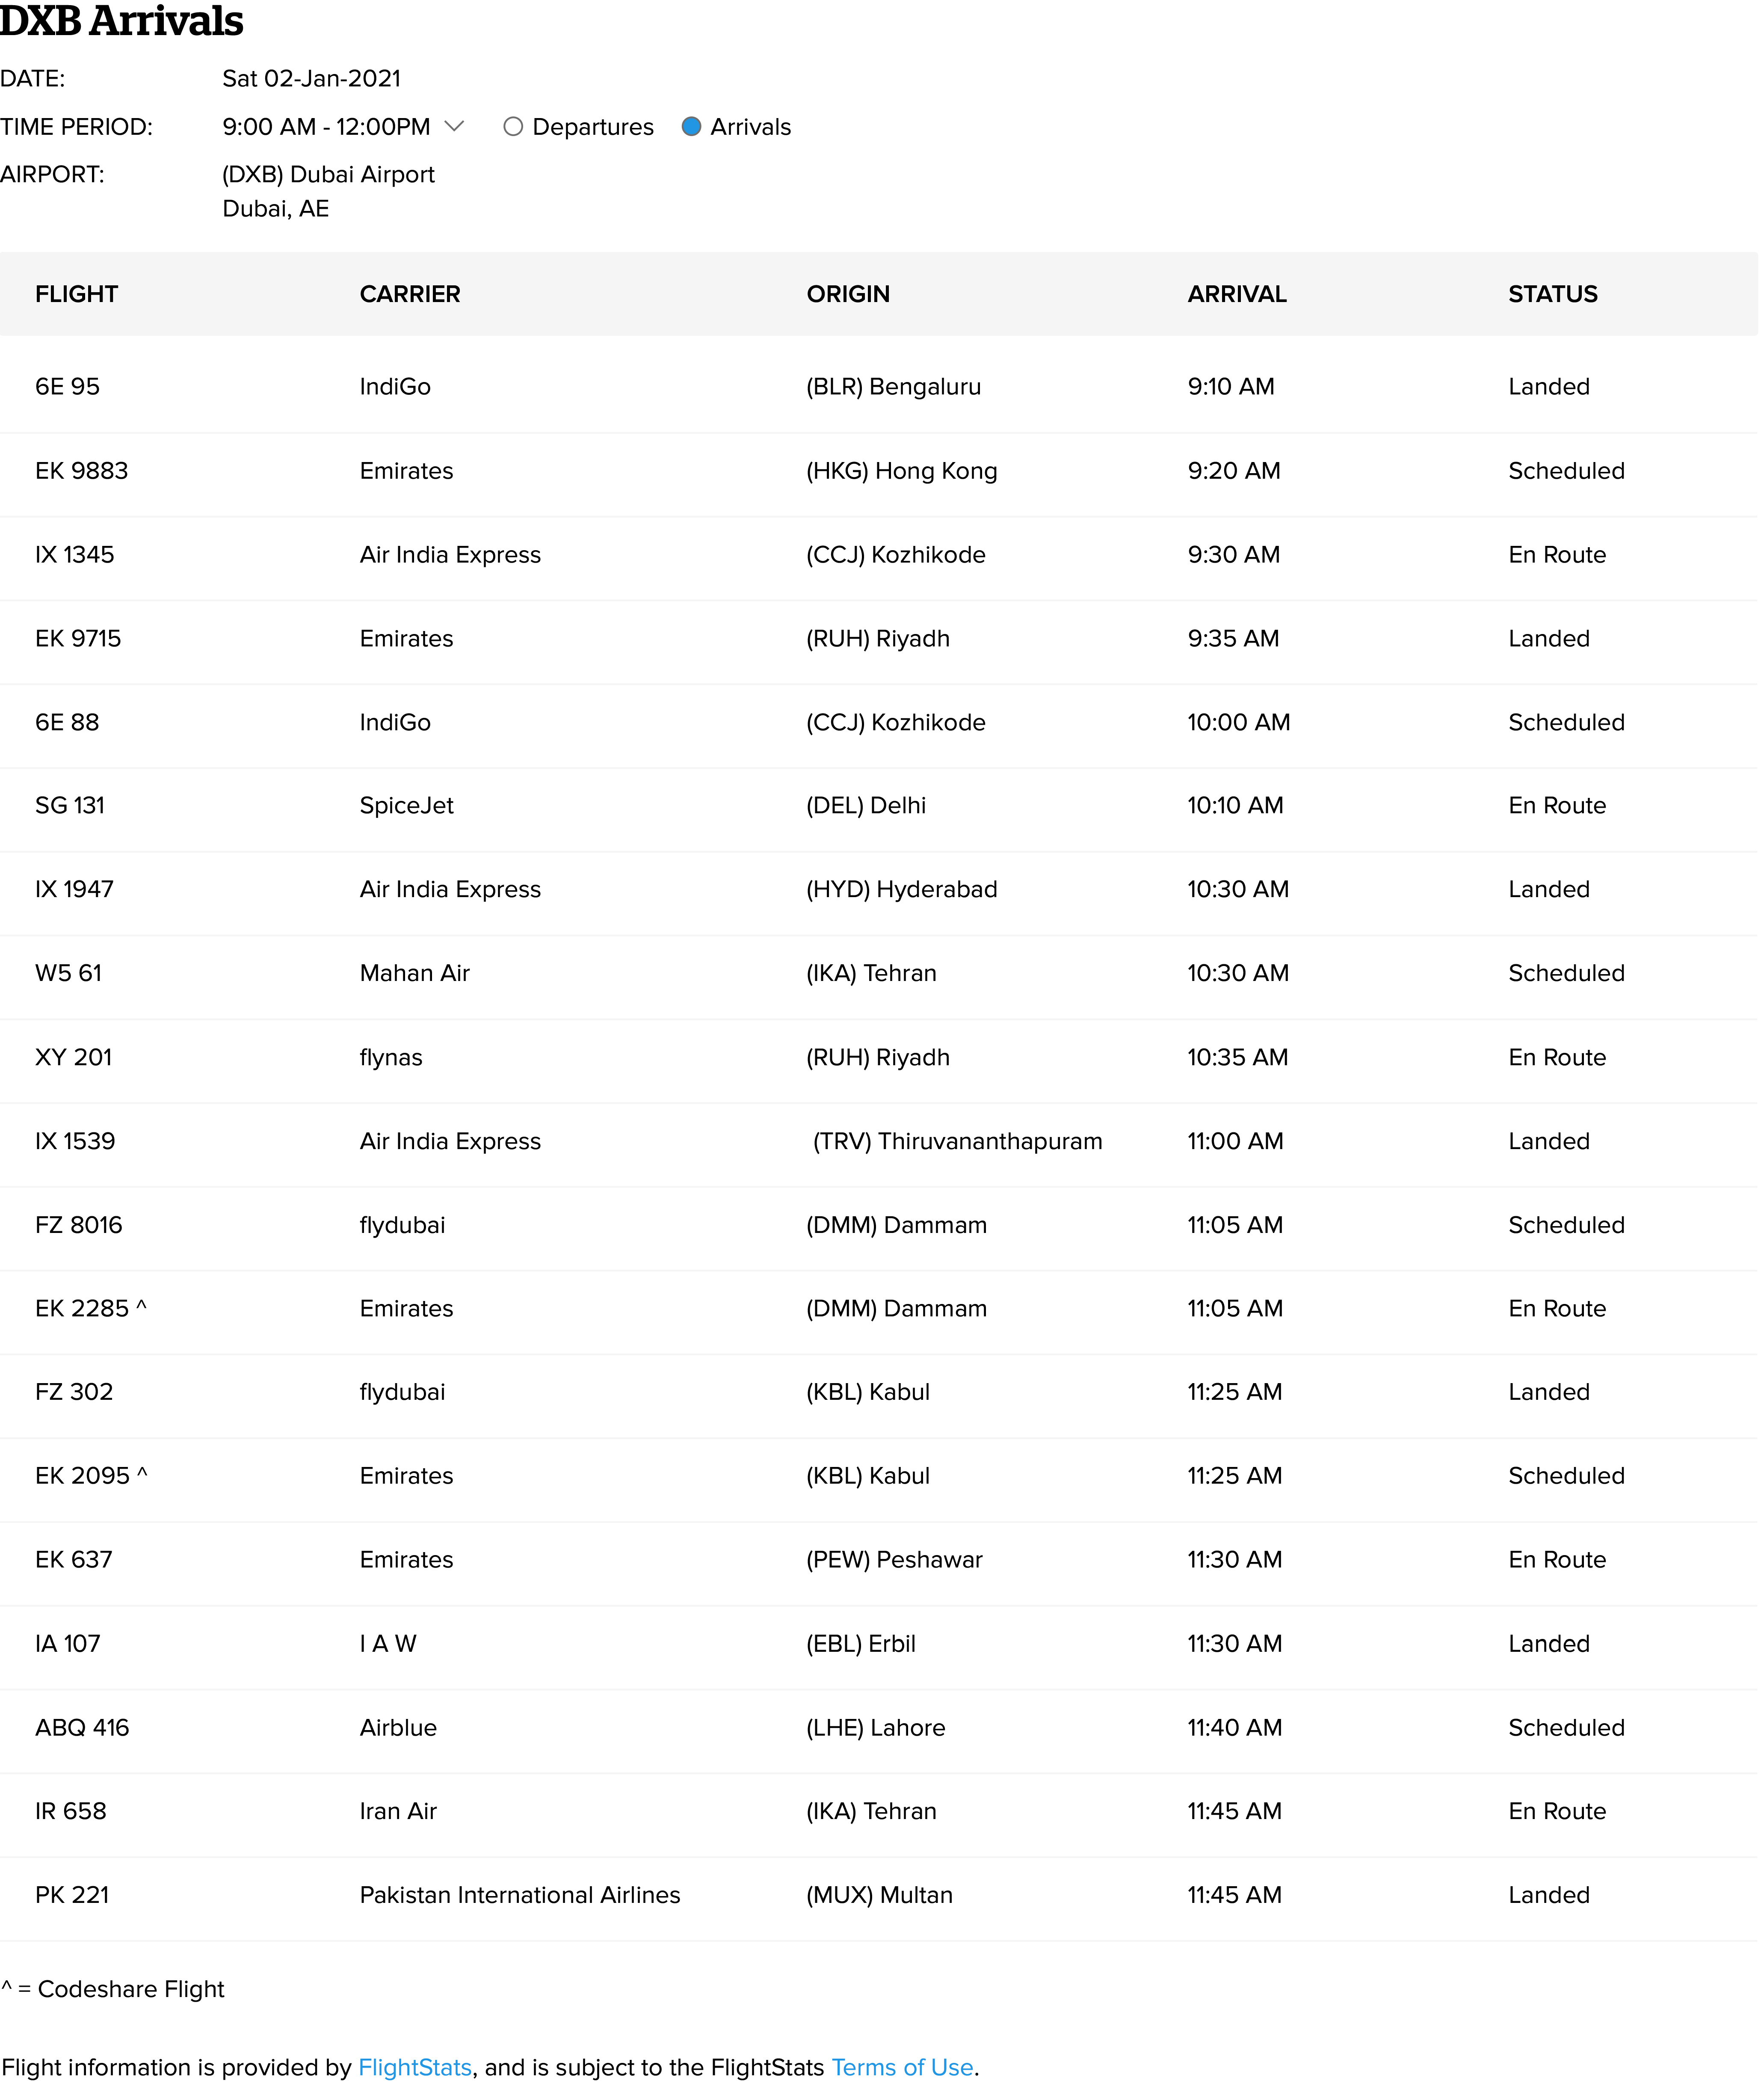 DXB Arrivals
DATE: Sat 02-Jan-2021
TIME PERIOD: 9:00 AM - 12:00PM Departures Arrivals
AIRPORT: (DXB) Dubai Airport
Dubai, AE
FLIGHT CARRIER ORIGIN ARRIVAL STATUS
6E 95 IndiGo (BLR) Bengaluru 9:10 AM Landed
EK 9883 Emirates (HKG) Hong Kong 9:20 AM Scheduled
IX 1345 Air India Express (CCJ) Kozhikode 9:30 AM En Route
EK 9715 Emirates (RUH) Riyadh 9:35 AM Landed
6E 88 IndiGo (CCJ) Kozhikode 10:00 AM Scheduled
SG 131 SpiceJet (DEL) Delhi 10:10 AM En Route
IX 1947 Air India Express (HYD) Hyderabad 10:30 AM Landed
W5 61 Mahan Air (IKA) Tehran 10:30 AM Scheduled
XY 201 flynas (RUH) Riyadh 10:35 AM En Route
IX 1539 Air India Express (TRV) Thiruvananthapuram 11:00 AM Landed
FZ 8016 flydubai (DMM) Dammam 11:05 AM Scheduled
EK 2285 ^ Emirates (DMM) Dammam 11:05 AM En Route
FZ 302 flydubai (KBL) Kabul 11:25 AM Landed
EK 2095 ^ Emirates (KBL) Kabul 11:25 AM Scheduled
EK 637 Emirates (PEW) Peshawar 11:30 AM En Route
IA 107 I A W (EBL) Erbil 11:30 AM Landed
ABQ 416 Airblue (LHE) Lahore 11:40 AM Scheduled
IR 658 Iran Air (IKA) Tehran 11:45 AM En Route
PK 221 Pakistan International Airlines (MUX) Multan 11:45 AM Landed
^ = Codeshare Flight
Flight information is provided by FlightStats, and is subject to the FlightStats Terms of Use.